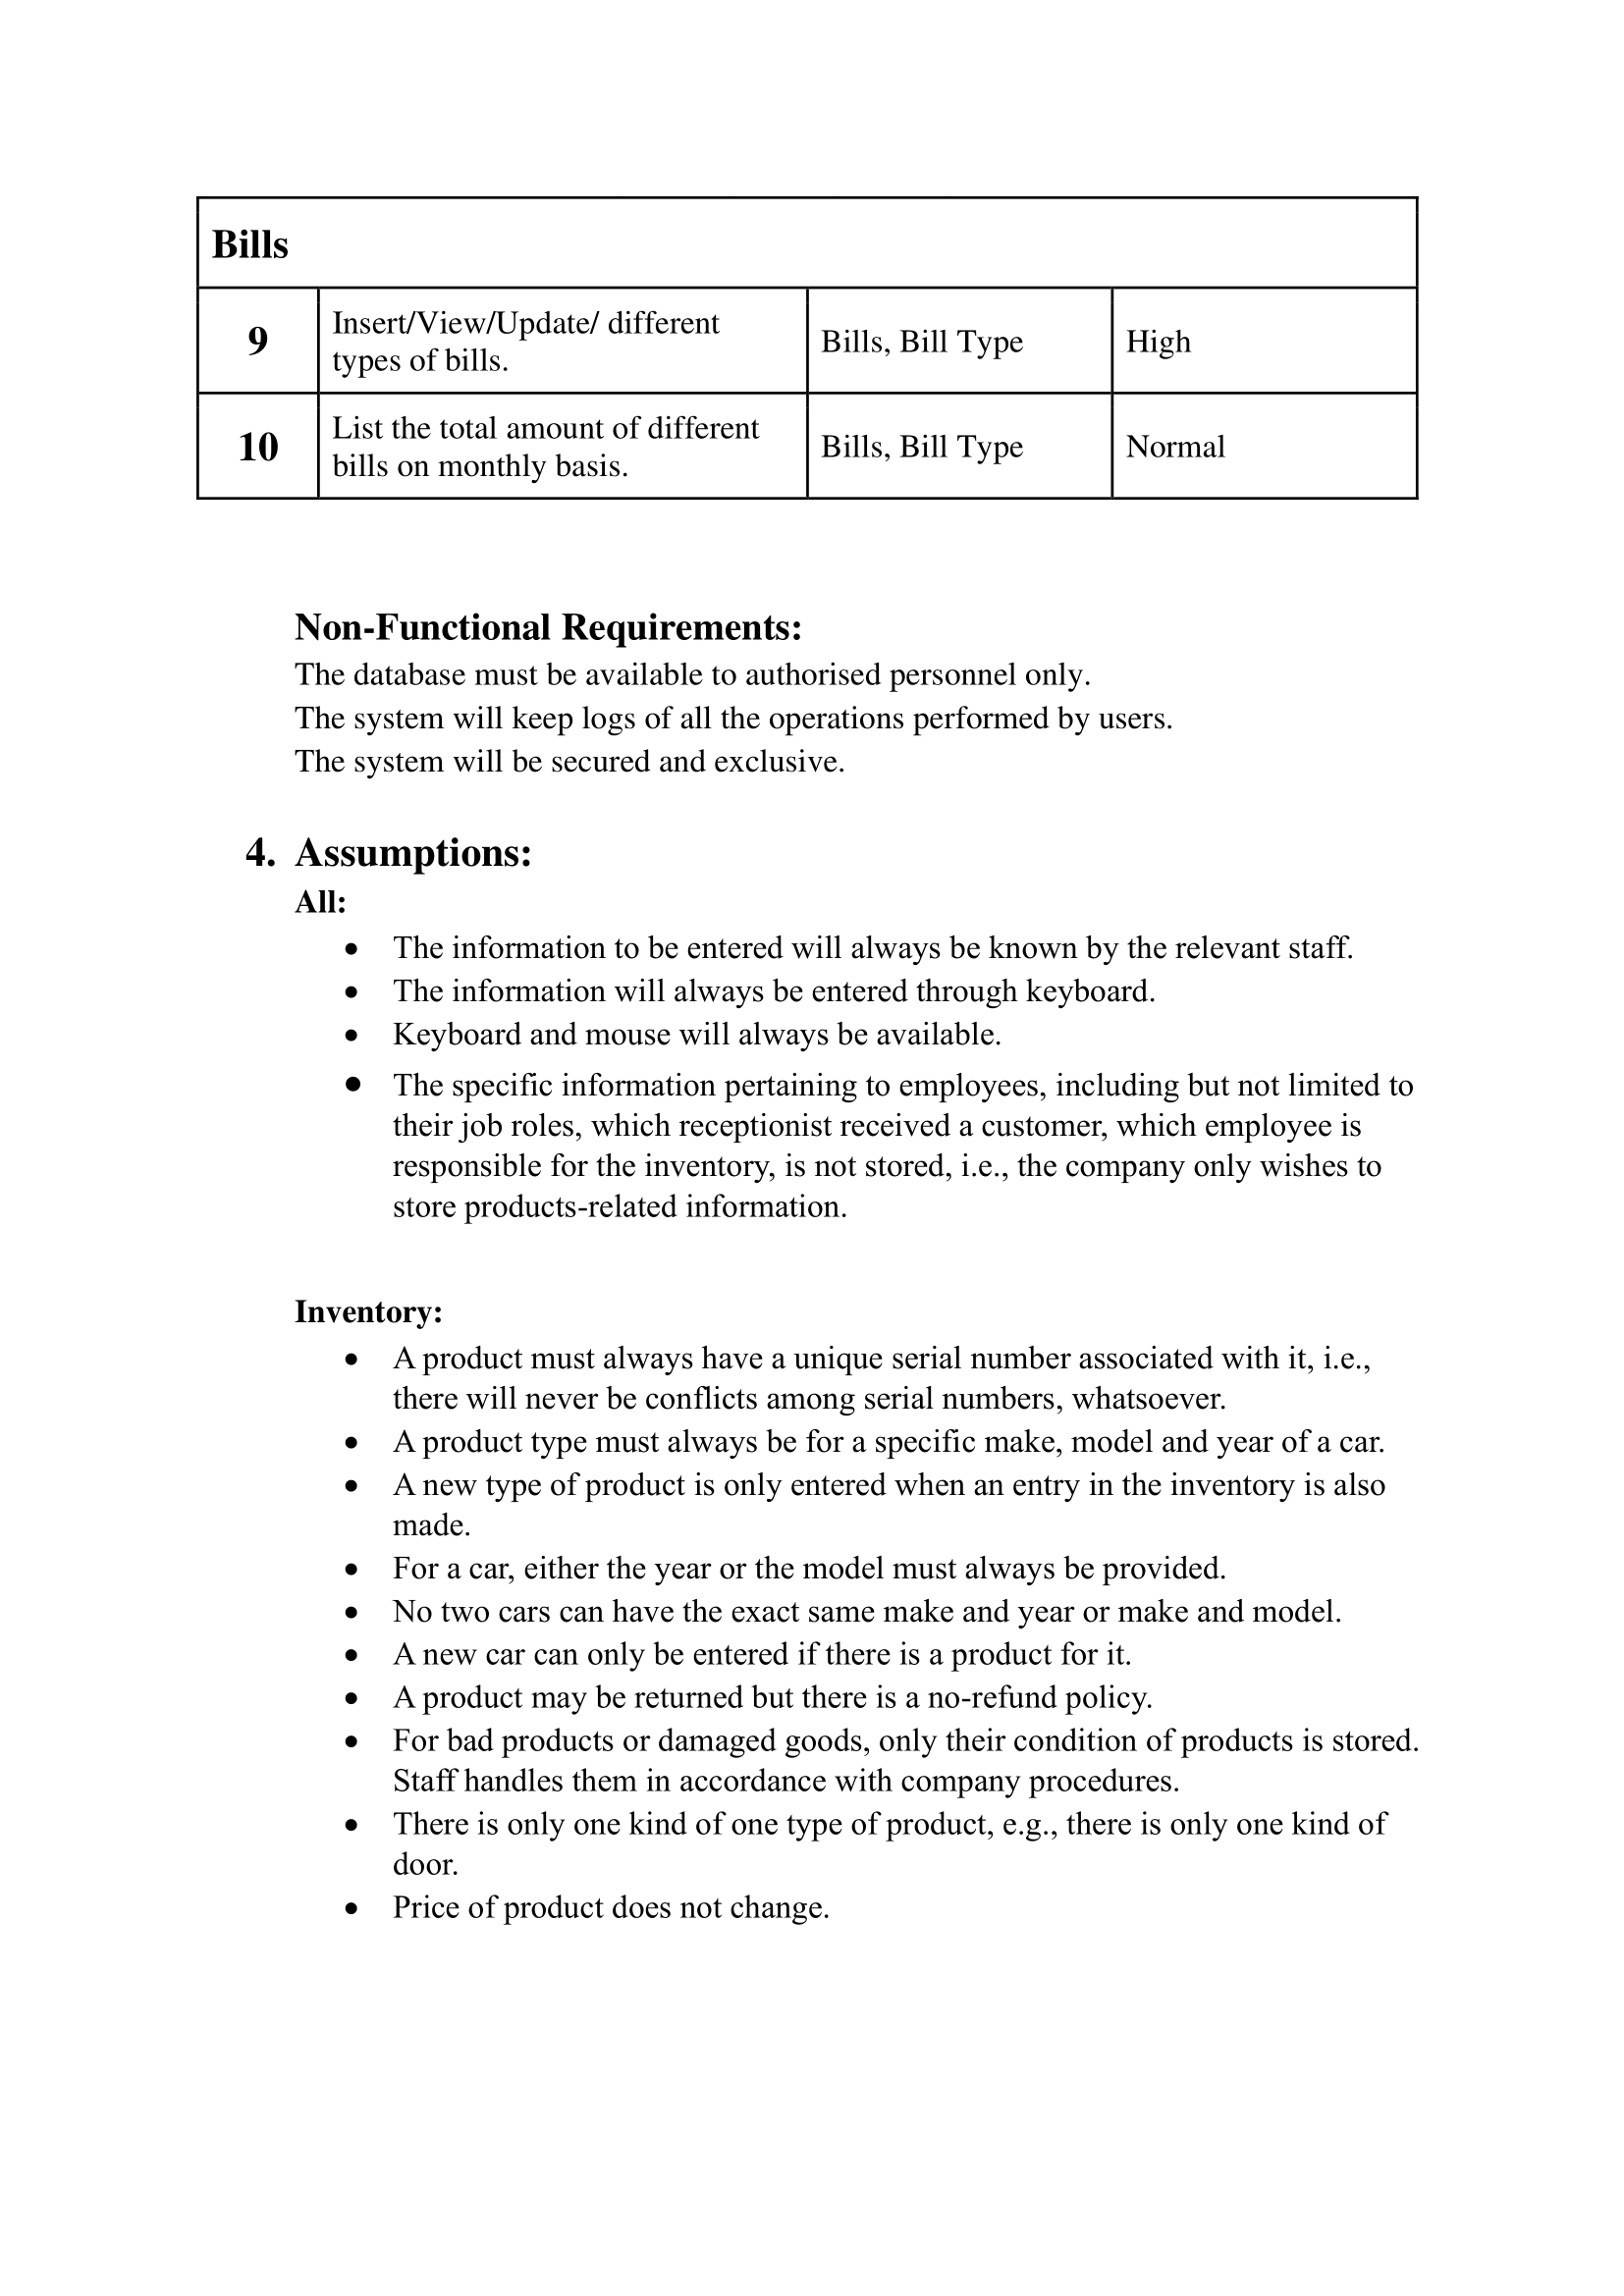 Bills
9
Insert/View/Update/ different
types of bills.
Bills, Bill Type
High
10
List the total amount of different
bills on monthly basis.
Bills, Bill Type
Normal
Non-Functional Requirements:
The database must be available to authorised personnel only.
The system will keep logs of all the operations performed by users.
The system will be secured and exclusive.
4. Assumptions:
All:
• The information to be entered will always be known by the relevant staff.
• The information will always be entered through keyboard.
• Keyboard and mouse will always be available.
• The specific information pertaining to employees, including but not limited to
their job roles, which receptionist received a customer, which employee is
responsible for the inventory, is not stored, i.e., the company only wishes to
store products-related information.
Inventory:
• A product must always have a unique serial number associated with it, i.e.,
there will never be conflicts among serial numbers, whatsoever.
• A product type must always be for a specific make, model and year of a car.
• A new type of product is only entered when an entry in the inventory is also
made.
• For a car, either the year or the model must always be provided.
• No two cars can have the exact same make and year or make and model.
• A new car can only be entered if there is a product for it.
• A product may be returned but there is a no-refund policy.
• For bad products or damaged goods, only their condition of products is stored.
Staff handles them in accordance with company procedures.
• There is only one kind of one type of product, e.g., there is only one kind of
door.
• Price of product does not change.